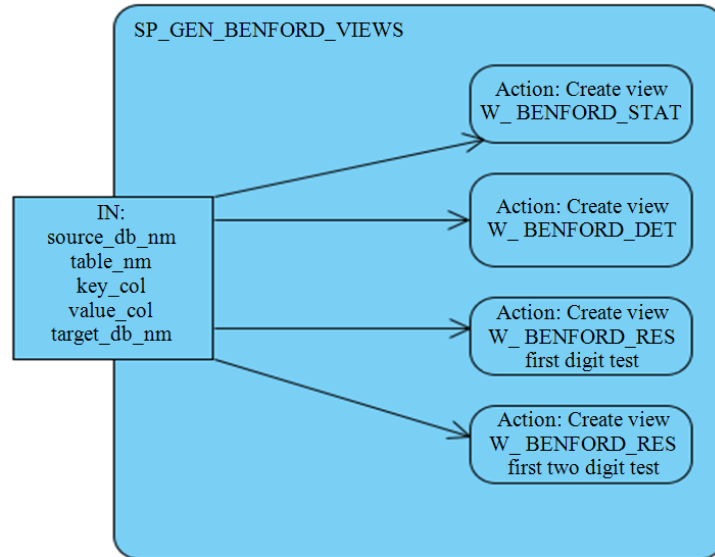 SP_GEN_BENFORD_VIEWS
Action: Create view
W_ BENFORD_STAT
IN:
source_db_nm
table_nm
key_col
value_col
target_db_nm
Action: Create view
W_ BENFORD_DET
Action: Create view
W_ BENFORD_RES
first digit test
Action: Create view
W_ BENFORD_RES
first two digit test